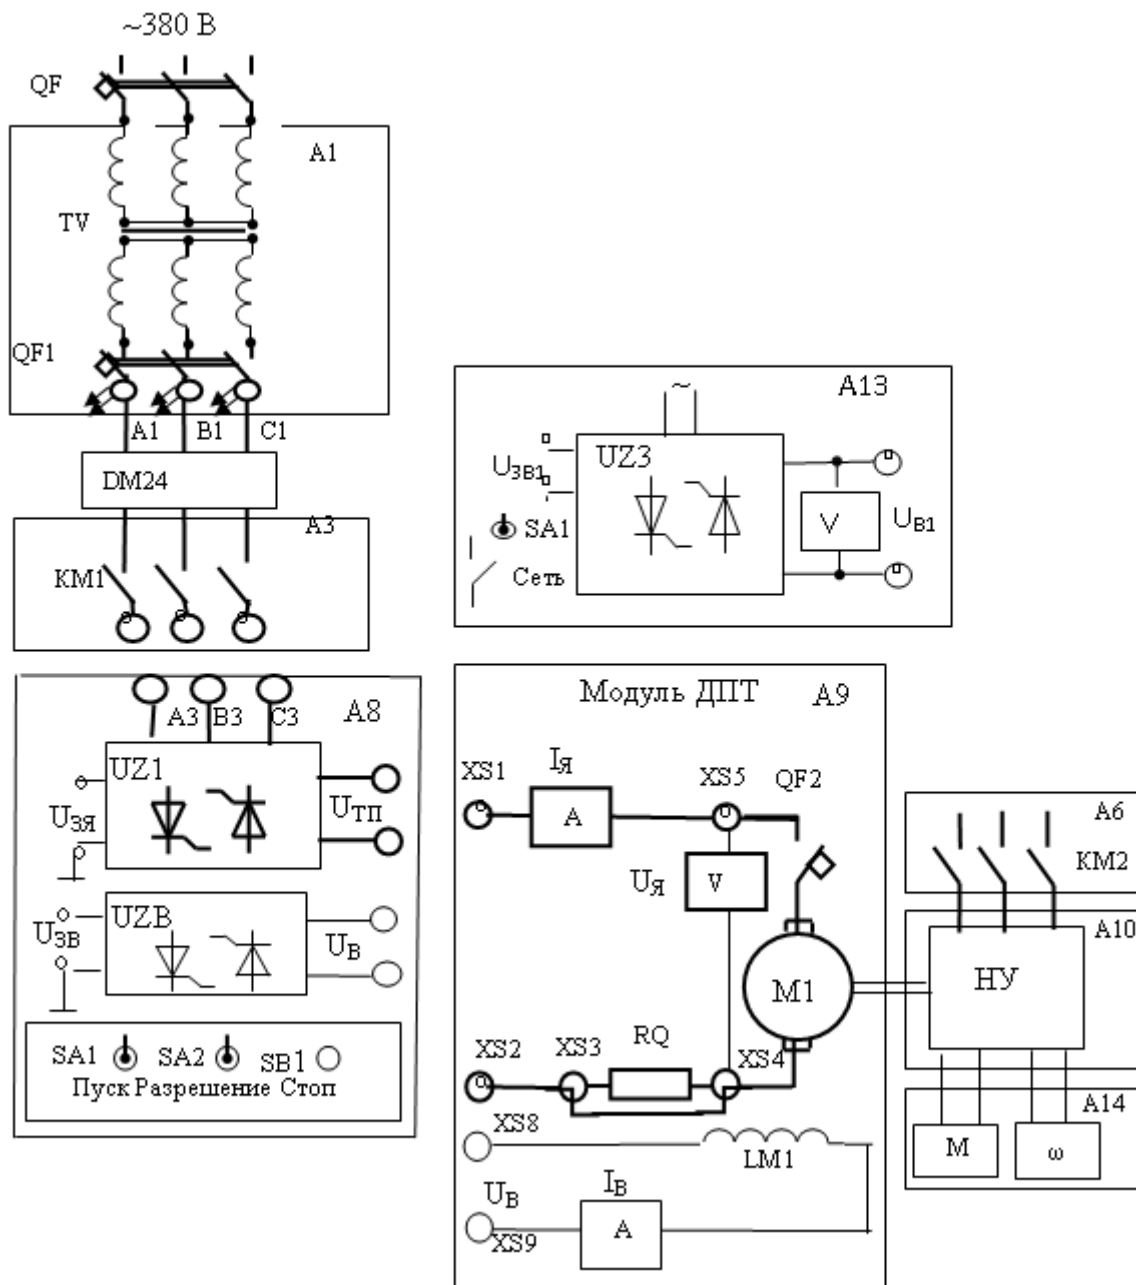 ~380 В
QF
A1
TV
QF1
A1 B1 C1
DM24
A3
KM1
A13
~
UZ3
U3B1
SA1
Сеть
V
UB1
A3 B3 C3
A8
UZ1
UЗЯ
UТП
UZB
UЗВ
UВ
SA1 SA2 SB1
Пуск Разрешение Стоп
Модуль ДПТ A9
XS1
IЯ
A
XS5
QF2
UЯ
V
M1
XS2
XS3
RQ
XS4
XS8
LM1
UВ
IВ
A
XS9
A6
KM2
A10
НУ
A14
M
ω